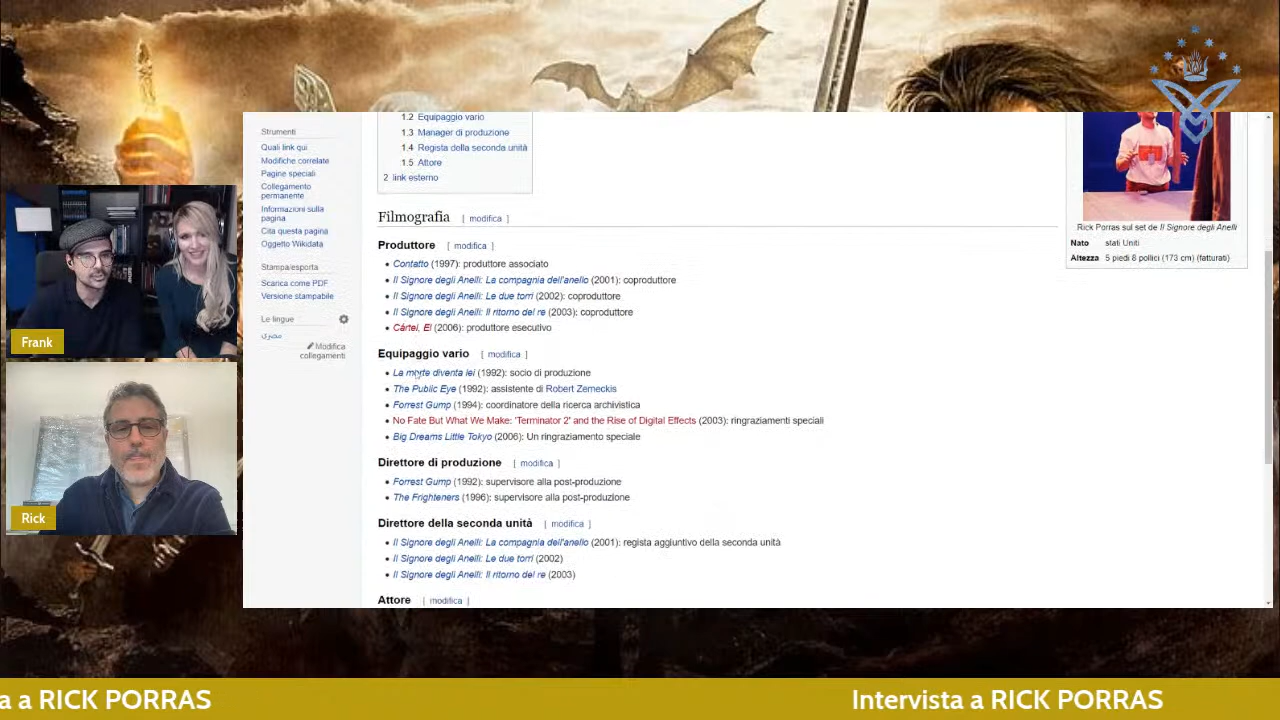 Strumenti
Quali link qui
Modifiche correlate
Pagine speciali
Collegamento
permanente
Informazioni sulla
pagina
Cita questa pagina
Oggetto Wikidata
Stampa/esporta
Scarica come PDF
Versione stampabile
Le lingue
مصرى
Modifica
collegamenti
1.2 Equipaggio vario
1.3 Manager di produzione
1.4 Regista della seconda unità
1.5 Attore
2 link esterno
Filmografia [ modifica ]
Produttore [ modifica ]
• Contatto (1997): produttore associato
• Il Signore degli Anelli: La compagnia dell'anello (2001): coproduttore
• Il Signore degli Anelli: Le due torri (2002): coproduttore
• Il Signore degli Anelli: Il ritorno del re (2003): coproduttore
• Cártel, El (2006): produttore esecutivo
Equipaggio vario [ modifica ]
• La morte diventa lei (1992): socio di produzione
• The Public Eye (1992): assistente di Robert Zemeckis
• Forrest Gump (1994): coordinatore della ricerca archivistica
• No Fate But What We Make: 'Terminator 2' and the Rise of Digital Effects (2003): ringraziamenti speciali
• Big Dreams Little Tokyo (2006): Un ringraziamento speciale
Direttore di produzione [ modifica ]
• Forrest Gump (1992): supervisore alla post-produzione
• The Frighteners (1996): supervisore alla post-produzione
Direttore della seconda unità [ modifica ]
• Il Signore degli Anelli: La compagnia dell'anello (2001): regista aggiuntivo della seconda unità
• Il Signore degli Anelli: Le due torri (2002)
• Il Signore degli Anelli: Il ritorno del re (2003)
Attore [ modifica ]
Rick Porras sul set de Il Signore degli Anelli
Nato stati Uniti
Altezza 5 piedi 8 pollici (173 cm) (fatturati)
Frank
Rick
a a RICK PORRAS
Intervista a RICK PORRAS